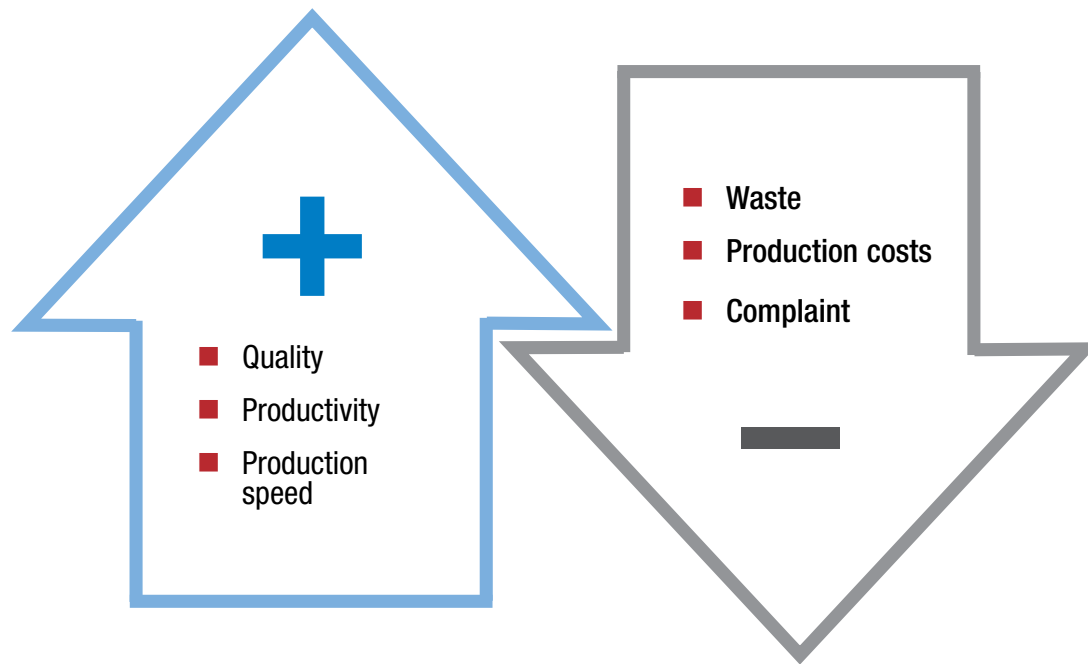 Quality
Productivity
Production
speed
Waste
Production costs
Complaint